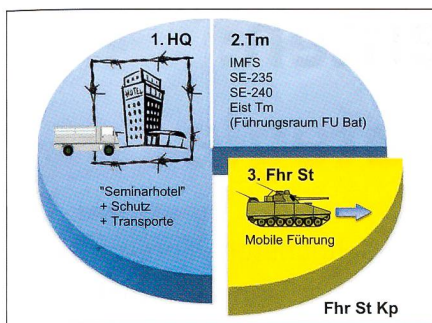 1. HQ
HOTEL
"Seminarhotel"
+ Schutz
+ Transporte
2.Tm
IMFS
SE-235
SE-240
Eist Tm
(Führungsraum FU Bat)
3. Fhr St
Mobile Führung
Fhr St Kp